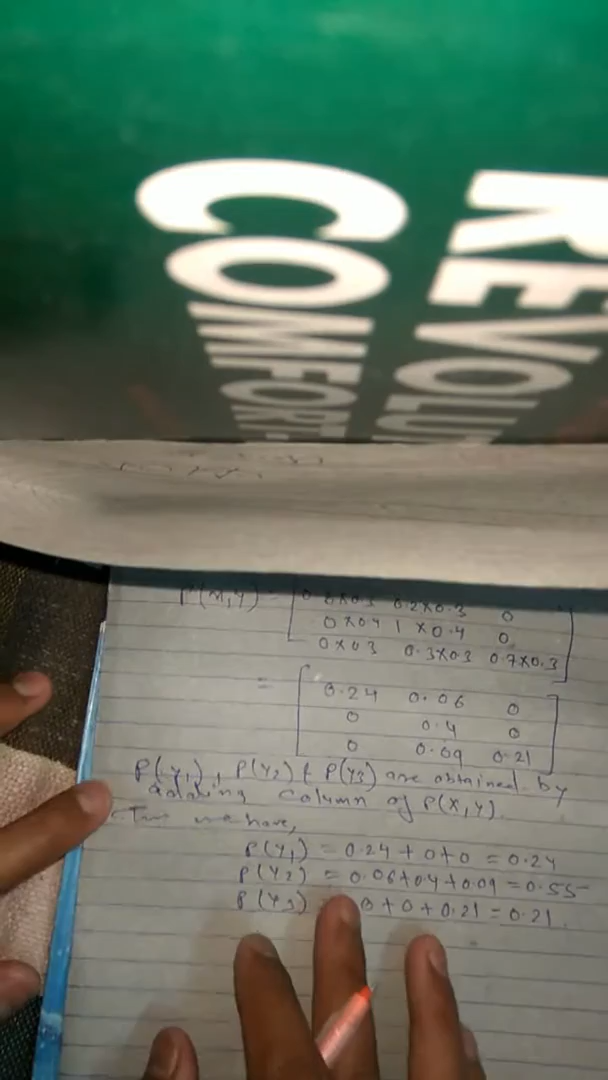 REVOLU
COMFORT
P(X,Y) = 0.8×0.3 0.2×0.3 0
0×0.4 1×0.4 0
0×0.3 0.3×0.3 0.7×0.3
= 0.24 0.06 0
0 0.4 0
0 0.09 0.21
P(Y1), P(Y2) & P(Y3) are obtained by
adding column of P(X,Y).
we have,
P(Y1) = 0.24+0+0 = 0.24
P(Y2) = 0.06+0.4+0.09 = 0.55
P(Y3) 0+0+0.21 = 0.21.